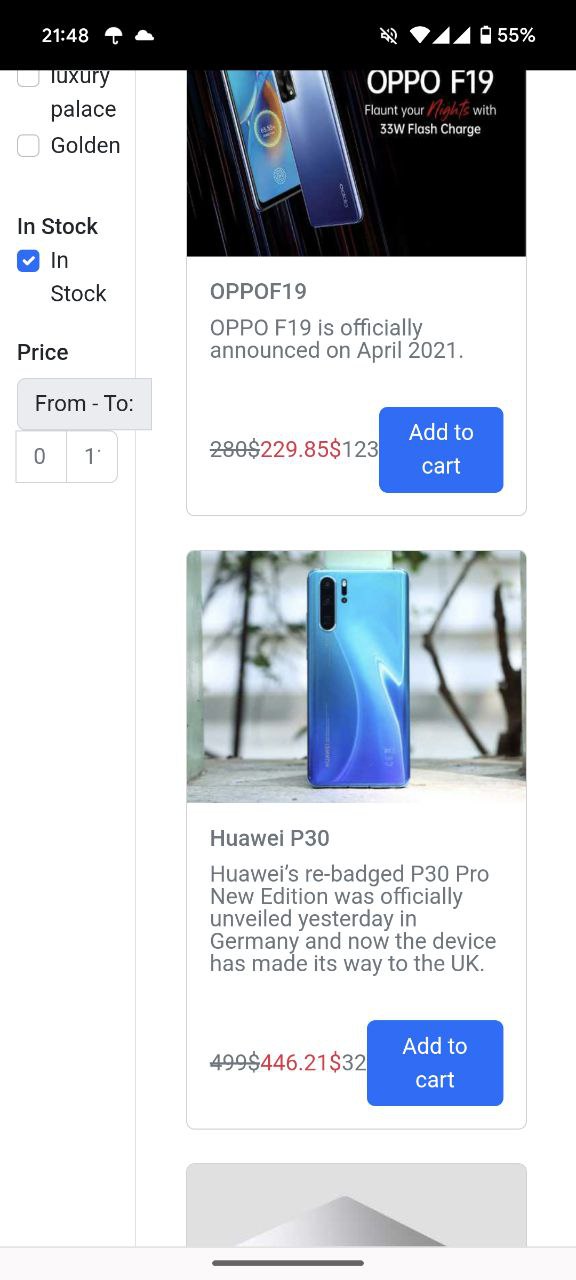 21:48
55%
luxury
palace
Golden
In Stock
In
Stock
Price
From - To:
0
OPPO F19
Flaunt your Nights with
33W Flash Charge
OPPOF19
OPPO F19 is officially
announced on April 2021.
280$229.85$123
Add to
cart
Huawei P30
Huawei’s re-badged P30 Pro
New Edition was officially
unveiled yesterday in
Germany and now the device
has made its way to the UK.
499$446.21$32
Add to
cart